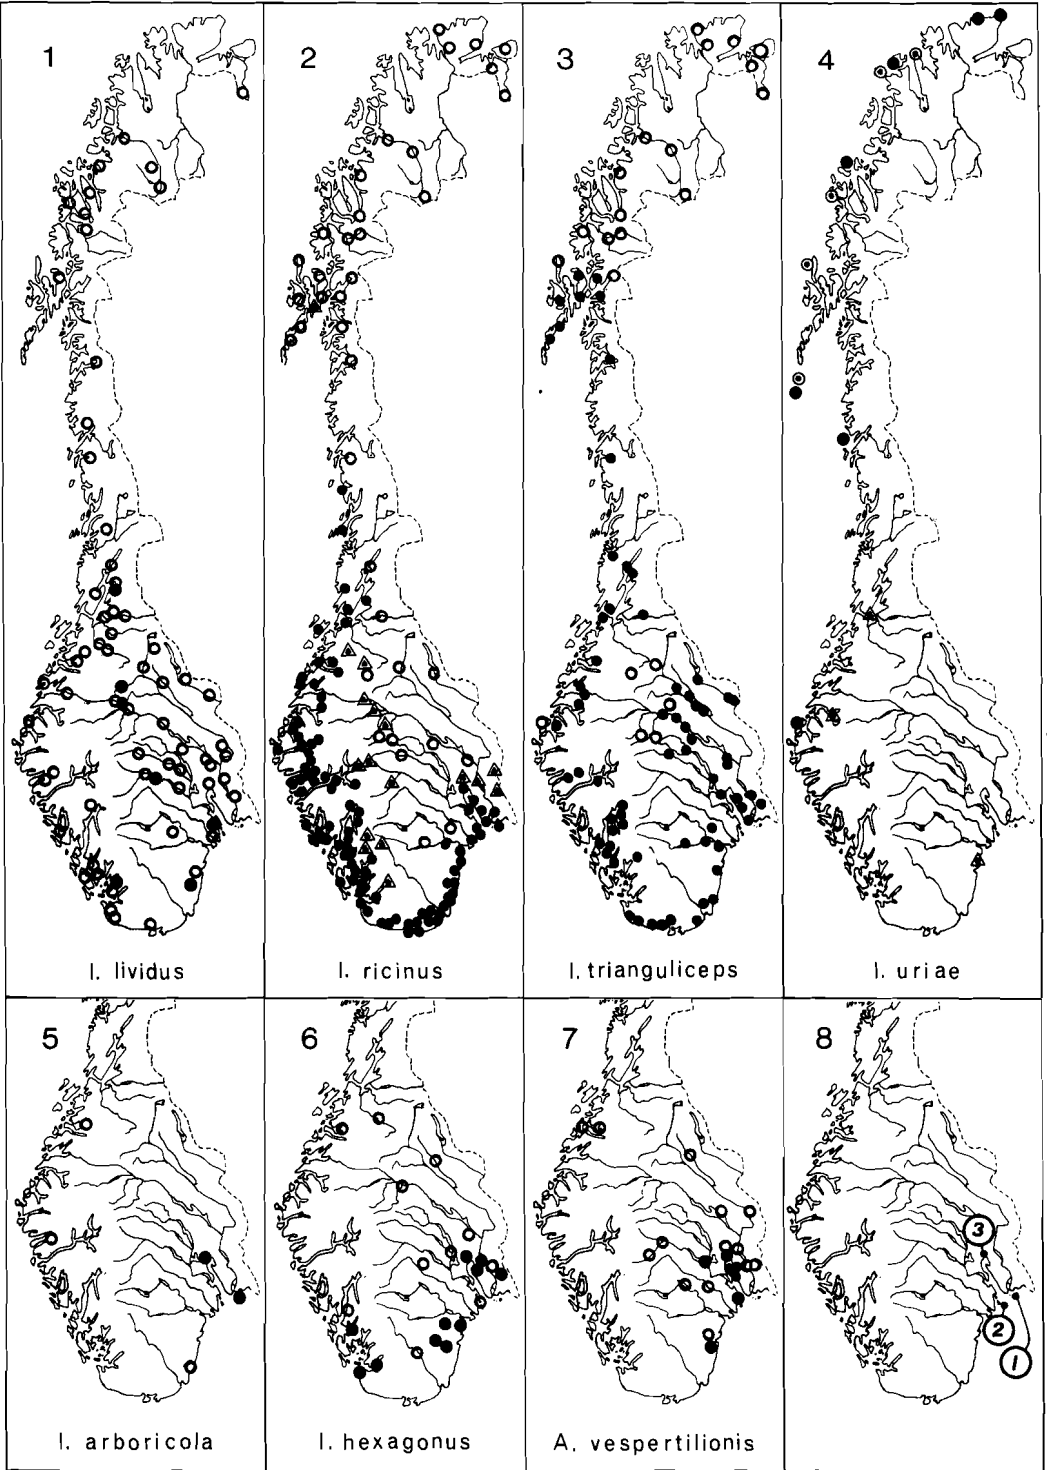 1
2
3
4
I. lividus
I. ricinus
I. trianguliceps
I. uriae
5
6
7
8
3
2
1
I. arboricola
I. hexagonus
A. vespertilionis